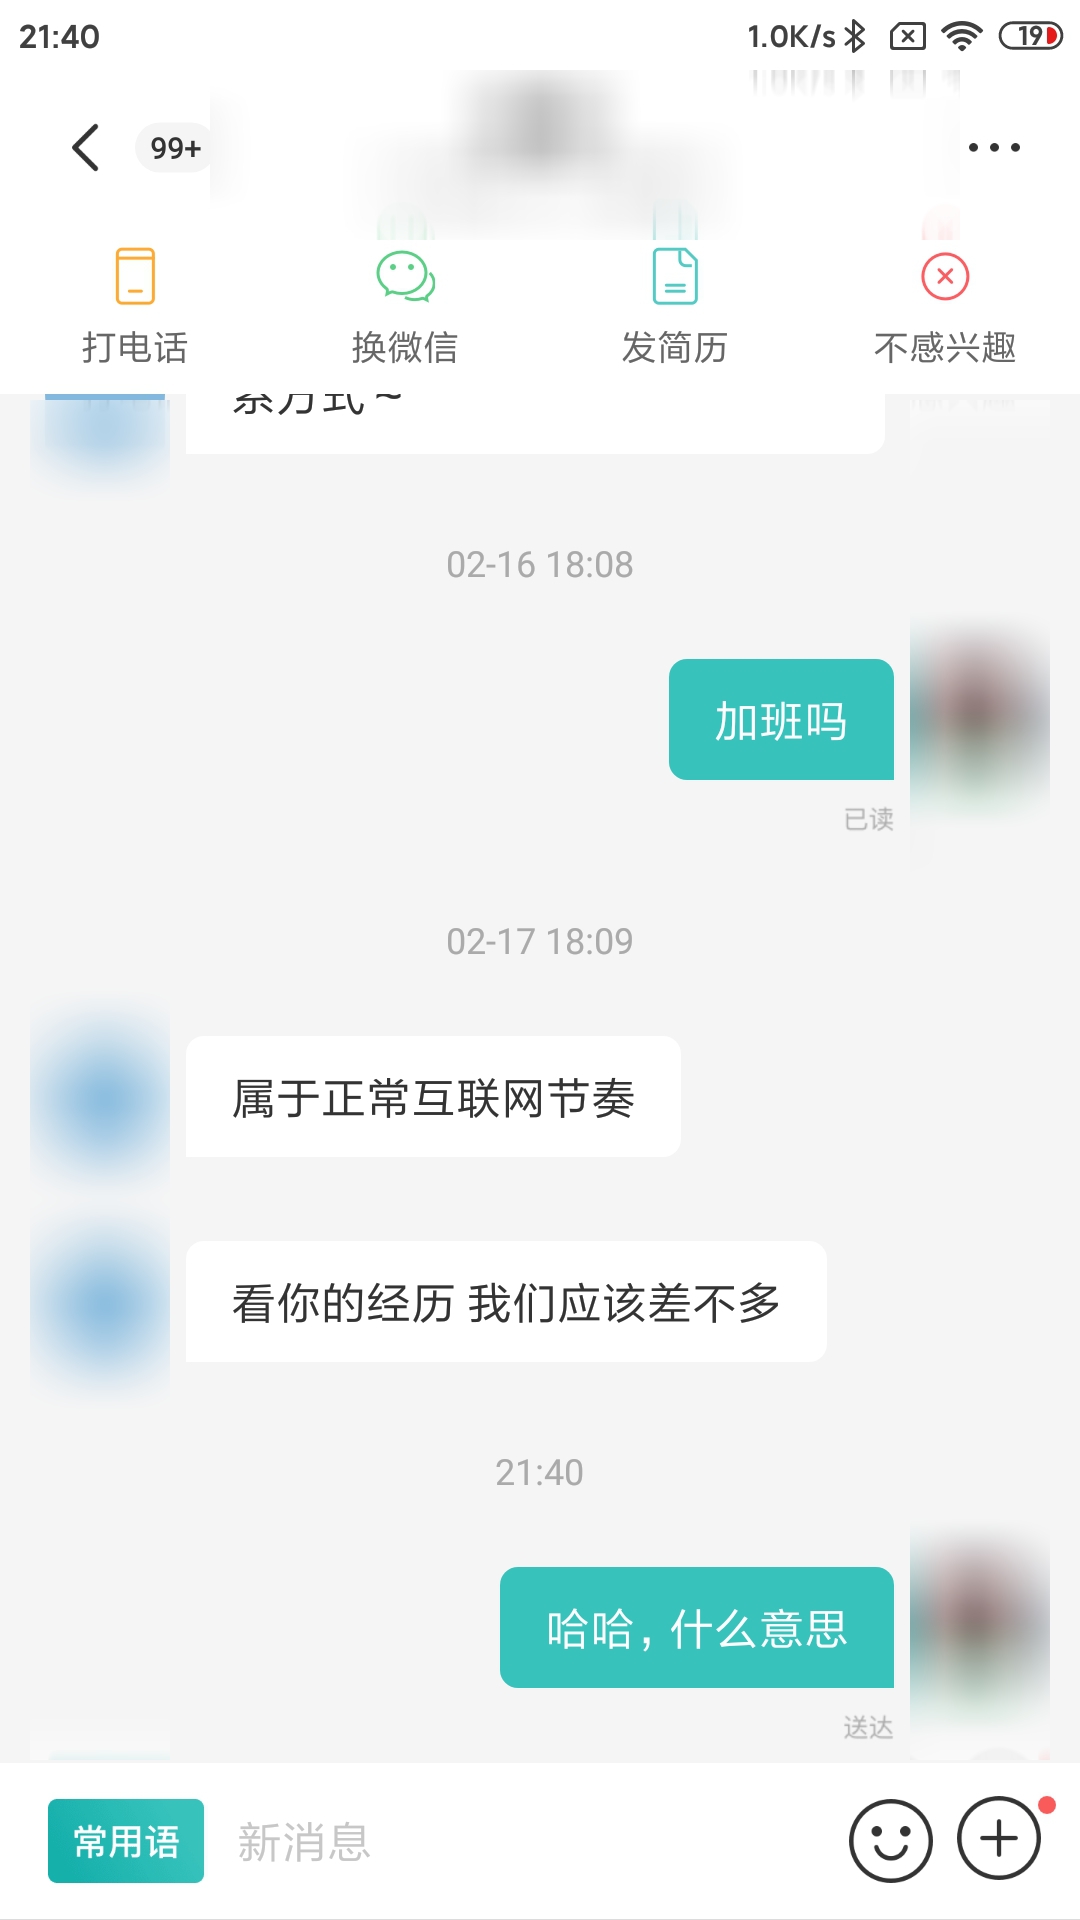 21:40
1.0K/s
19
99+
打电话
换微信
发简历
不感兴趣
系方式~
02-16 18:08
加班吗
已读
02-17 18:09
属于正常互联网节奏
看你的经历 我们应该差不多
21:40
哈哈，什么意思
送达
常用语
新消息